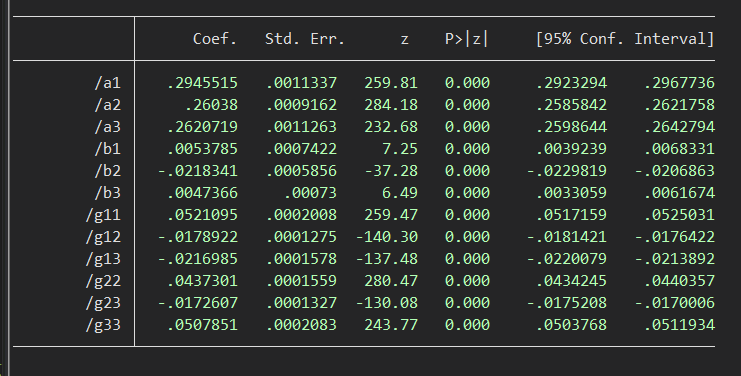 Coef. Std. Err. z P>|z| [95% Conf. Interval]
/a1 .2945515 .0011337 259.81 0.000 .2923294 .2967736
/a2 .26038 .0009162 284.18 0.000 .2585842 .2621758
/a3 .2620719 .0011263 232.68 0.000 .2598644 .2642794
/b1 .0053785 .0007422 7.25 0.000 .0039239 .0068331
/b2 -.0218341 .0005856 -37.28 0.000 -.0229819 -.0206863
/b3 .0047366 .00073 6.49 0.000 .0033059 .0061674
/g11 .0521095 .0002008 259.47 0.000 .0517159 .0525031
/g12 -.0178922 .0001275 -140.30 0.000 -.0181421 -.0176422
/g13 -.0216985 .0001578 -137.48 0.000 -.0220079 -.0213892
/g22 .0437301 .0001559 280.47 0.000 .0434245 .0440357
/g23 -.0172607 .0001327 -130.08 0.000 -.0175208 -.0170006
/g33 .0507851 .0002083 243.77 0.000 .0503768 .0511934